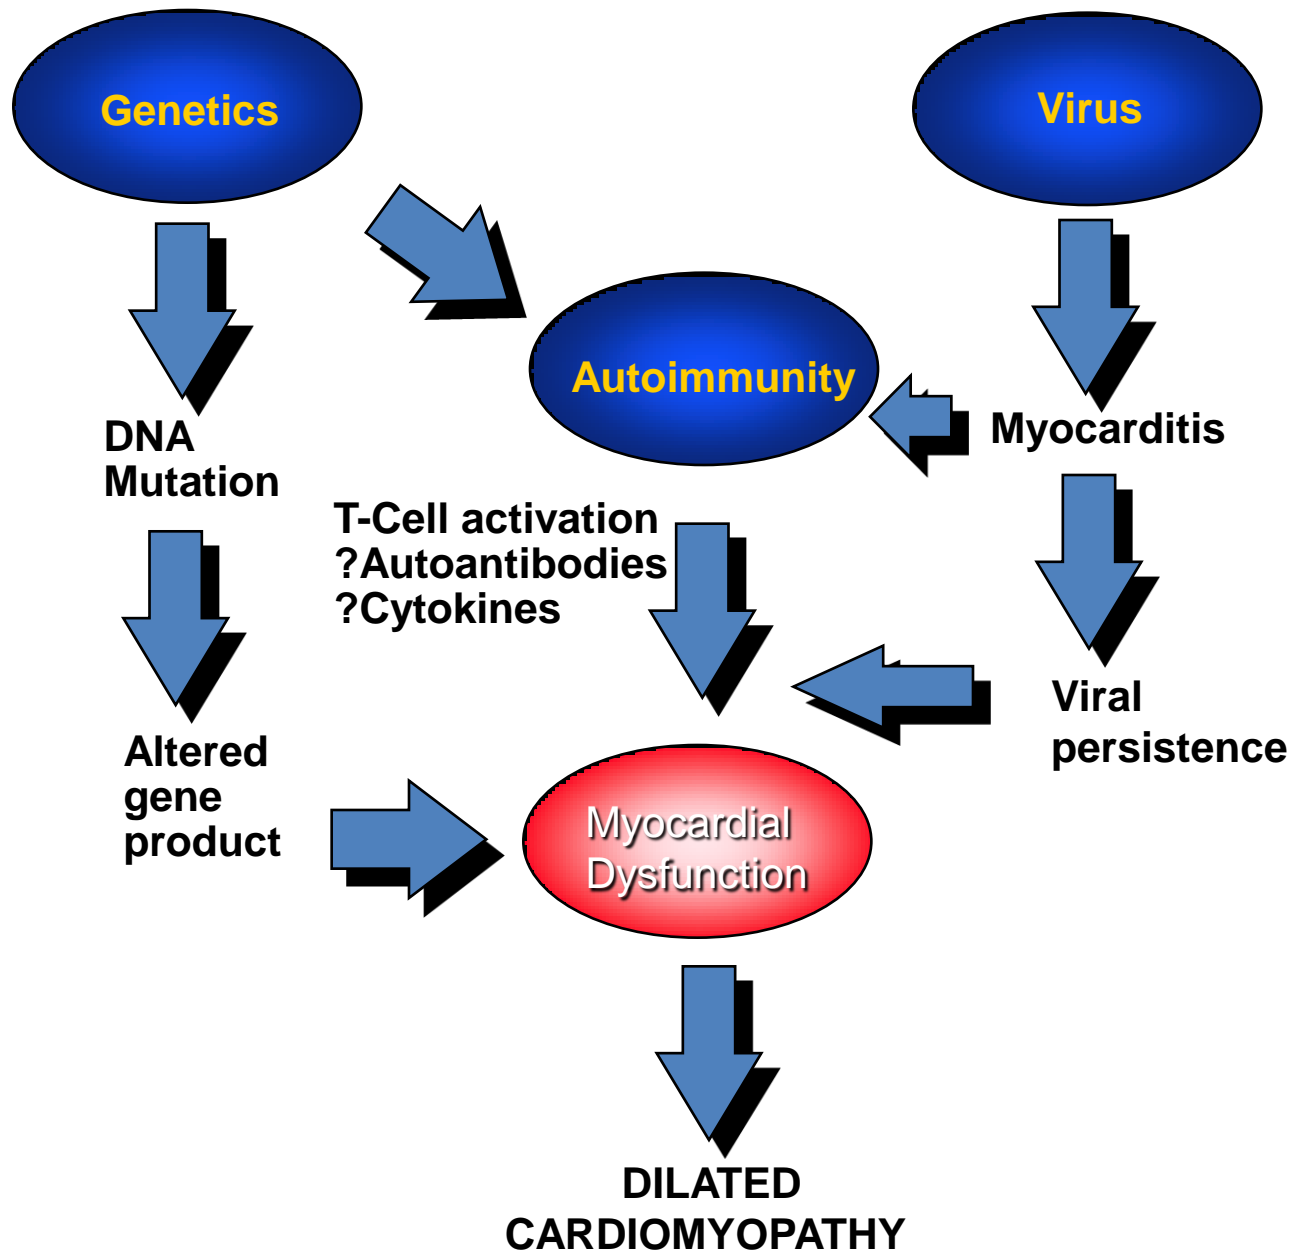 Genetics
Virus
Autoimmunity
DNA
Mutation
Myocarditis
T-Cell activation
?Autoantibodies
?Cytokines
Viral
persistence
Altered
gene
product
Myocardial
Dysfunction
DILATED
CARDIOMYOPATHY